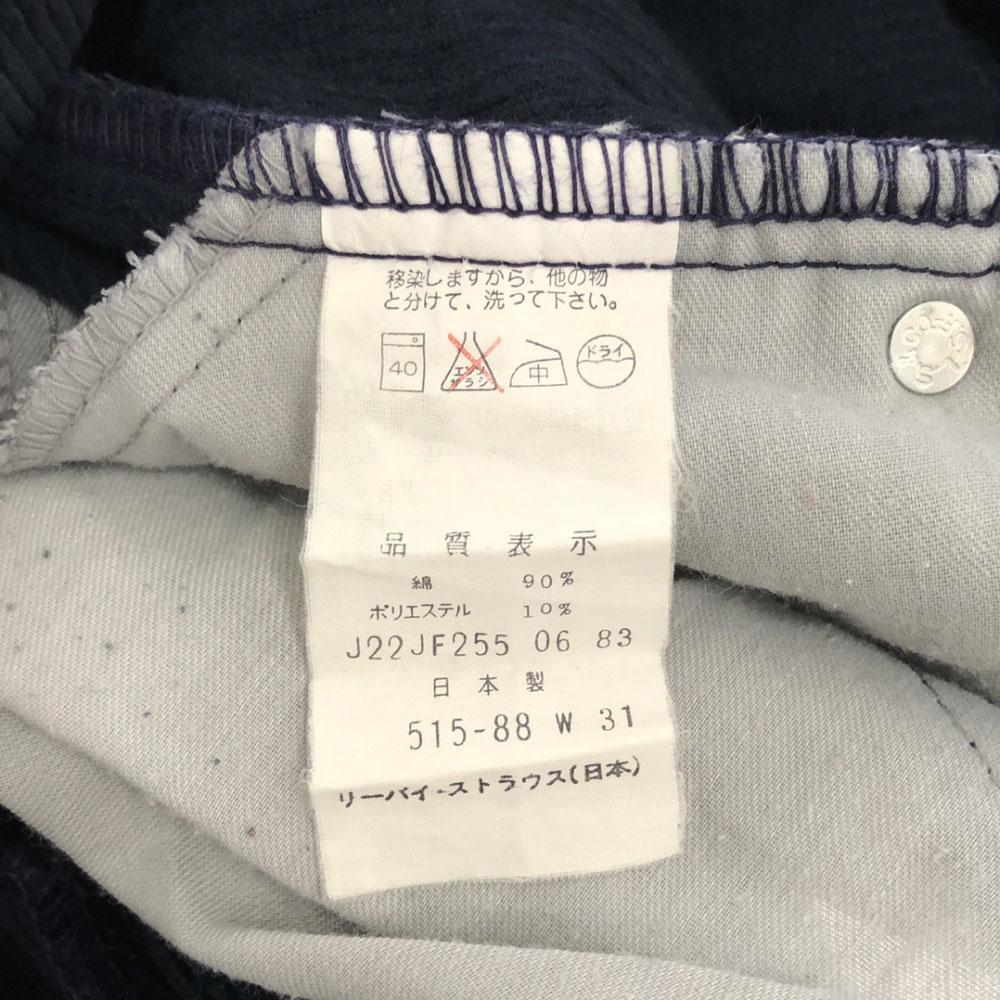 移染しますから、他の物
と分けて、洗つて下さい。
40 エンソサラシ 中 ドライ
品質表示
綿 90%
ポリエステル 10%
J22JF255 06 83
日本製
515-88 W 31
リーバイ・ストラウス(日本)